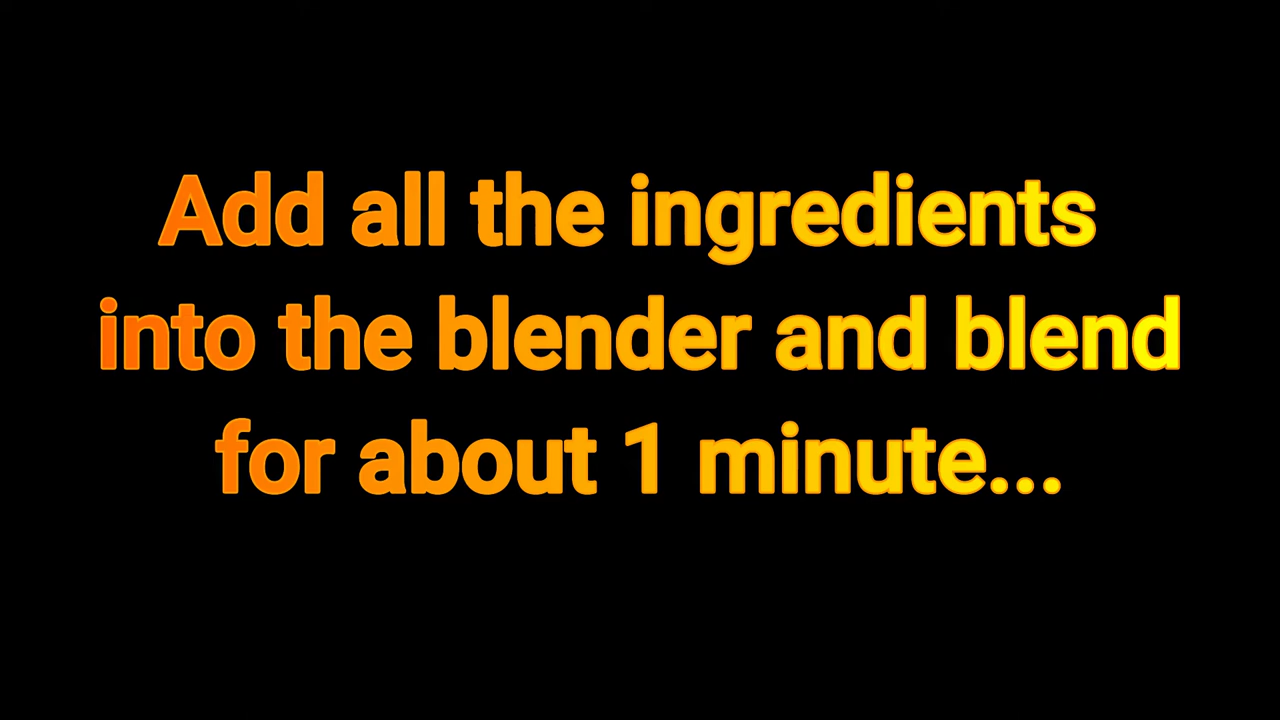 Add all the ingredients
into the blender and blend
for about 1 minute...